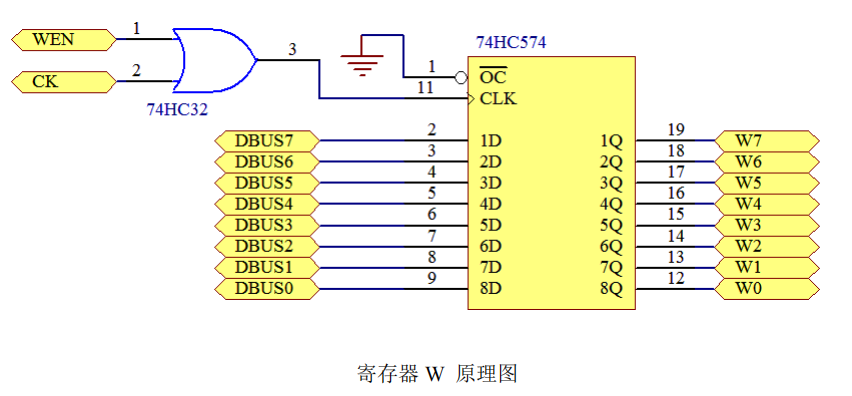 WEN 1 3 74HC574
CK 2 1 OC
74HC32 11 CLK
DBUS7 2 1D 1Q 19 W7
DBUS6 3 2D 2Q 18 W6
DBUS5 4 3D 3Q 17 W5
DBUS4 5 4D 4Q 16 W4
DBUS3 6 5D 5Q 15 W3
DBUS2 7 6D 6Q 14 W2
DBUS1 8 7D 7Q 13 W1
DBUS0 9 8D 8Q 12 W0
寄存器 W 原理图